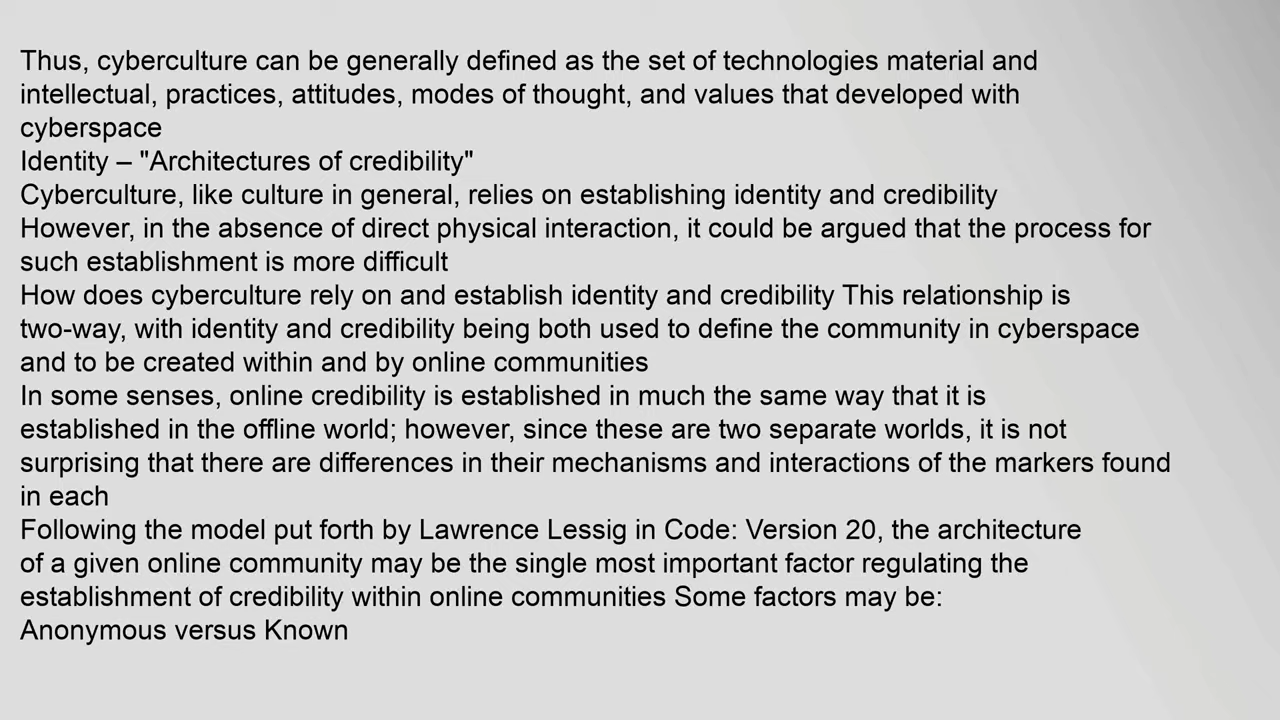 Thus, cyberculture can be generally defined as the set of technologies material and
intellectual, practices, attitudes, modes of thought, and values that developed with
cyberspace
Identity – "Architectures of credibility"
Cyberculture, like culture in general, relies on establishing identity and credibility
However, in the absence of direct physical interaction, it could be argued that the process for
such establishment is more difficult
How does cyberculture rely on and establish identity and credibility This relationship is
two-way, with identity and credibility being both used to define the community in cyberspace
and to be created within and by online communities
In some senses, online credibility is established in much the same way that it is
established in the offline world; however, since these are two separate worlds, it is not
surprising that there are differences in their mechanisms and interactions of the markers found
in each
Following the model put forth by Lawrence Lessig in Code: Version 20, the architecture
of a given online community may be the single most important factor regulating the
establishment of credibility within online communities Some factors may be:
Anonymous versus Known